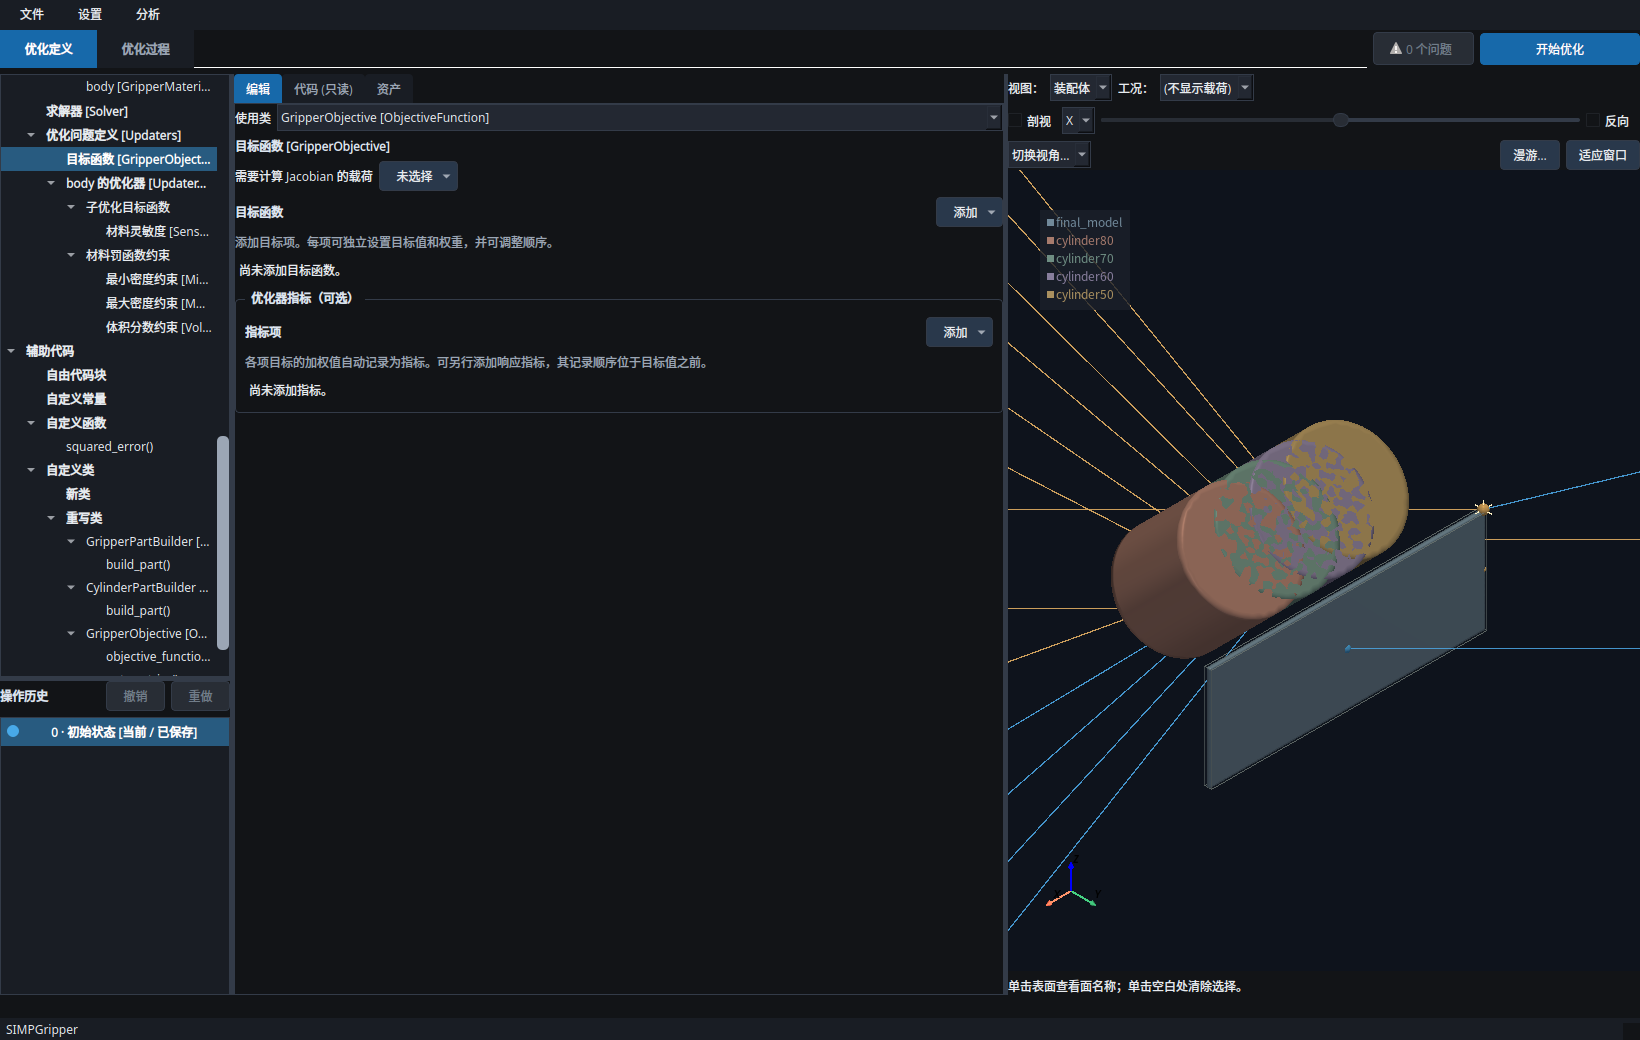 文件 设置 分析
优化定义 优化过程 0 个问题 开始优化
body [GripperMateri...
求解器 [Solver]
优化问题定义 [Updaters]
目标函数 [GripperObject...
body 的优化器 [Updater...
子优化目标函数
材料灵敏度 [Sens...
材料罚函数约束
最小密度约束 [Mi...
最大密度约束 [M...
体积分数约束 [Vol...
辅助代码
自由代码块
自定义常量
自定义函数
squared_error()
自定义类
新类
重写类
GripperPartBuilder [...
build_part()
CylinderPartBuilder ...
build_part()
GripperObjective [O...
objective_functio...
操作历史 撤销 重做
0 · 初始状态 [当前 / 已保存]
编辑 代码 (只读) 资产
使用类 GripperObjective [ObjectiveFunction]
目标函数 [GripperObjective]
需要计算 Jacobian 的载荷 未选择
目标函数 添加
添加目标项。每项可独立设置目标值和权重，并可调整顺序。
尚未添加目标函数。
优化器指标（可选）
指标项 添加
各项目标的加权值自动记录为指标。可另行添加响应指标，其记录顺序位于目标值之前。
尚未添加指标。
视图： 装配体 工况： (不显示载荷)
剖视 X 反向
切换视角... 漫游... 适应窗口
final_model
cylinder80
cylinder70
cylinder60
cylinder50
单击表面查看面名称；单击空白处清除选择。
SIMPGripper